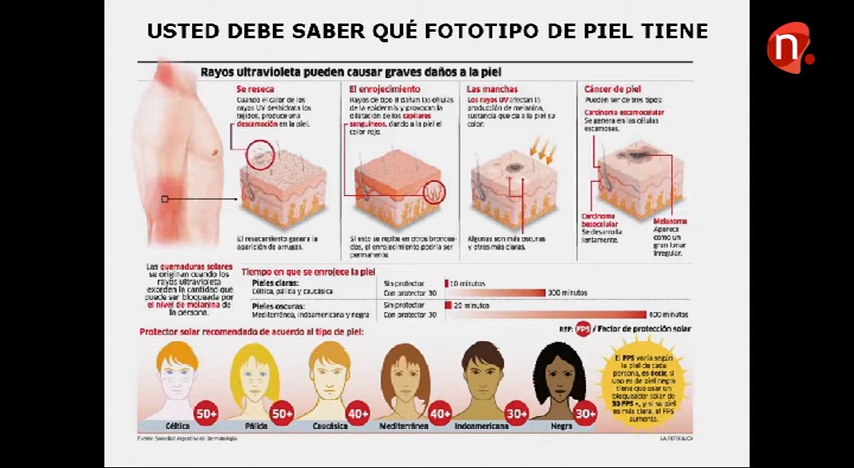 USTED DEBE SABER QUÉ FOTOTIPO DE PIEL TIENE
n.
Rayos ultravioleta pueden causar graves daños a la piel
Se reseca
Cuando el calor de los
rayos UV deshidrata los
tejidos, produce una
descamación en la piel.
El resecamiento genera la
aparición de arrugas.
El enrojecimiento
Rayos de tipo B dañan las células
de la epidermis y provocan la
dilatación de los capilares
sanguíneos, dando a la piel el
color rojo.
Si esto se repite en otros broncea-
dos, el enrojecimiento podría ser
permanente.
Las manchas
Los rayos UV afectan la
producción de melanina,
sustancia que da a la piel su
color.
Algunas son más oscuras
y otras más claras.
Cáncer de piel
Pueden ser de tres tipos:
Carcinoma escamocelular
Se genera en las células
escamosas.
Carcinoma
basocelular
Se desarrolla
lentamente.
Melanoma
Aparece
como un
gran lunar
irregular.
Las quemaduras solares
se originan cuando los
rayos ultravioleta
exceden la cantidad que
puede ser bloqueada por
el nivel de melanina de
la persona.
Tiempo en que se enrojece la piel
Pieles claras:
Céltica, pálida y caucásica
Sin protector
10 minutos
Con protector 30
300 minutos
Pieles oscuras:
Mediterránea, indoamericana y negra
Sin protector
20 minutos
Con protector 30
600 minutos
Protector solar recomendado de acuerdo al tipo de piel:
REF: FPS / Factor de protección solar
50+
Céltica
50+
Pálida
40+
Caucásica
40+
Mediterránea
30+
Indoamericana
30+
Negra
El FPS varía según
la piel de cada
persona, es decir, si
uno es de piel negra
tiene que usar un
bloqueador solar de
30 FPS +, y si su piel
es más clara, el FPS
aumenta.
Fuente: Sociedad Argentina de Dermatología
LA REPÚBLICA